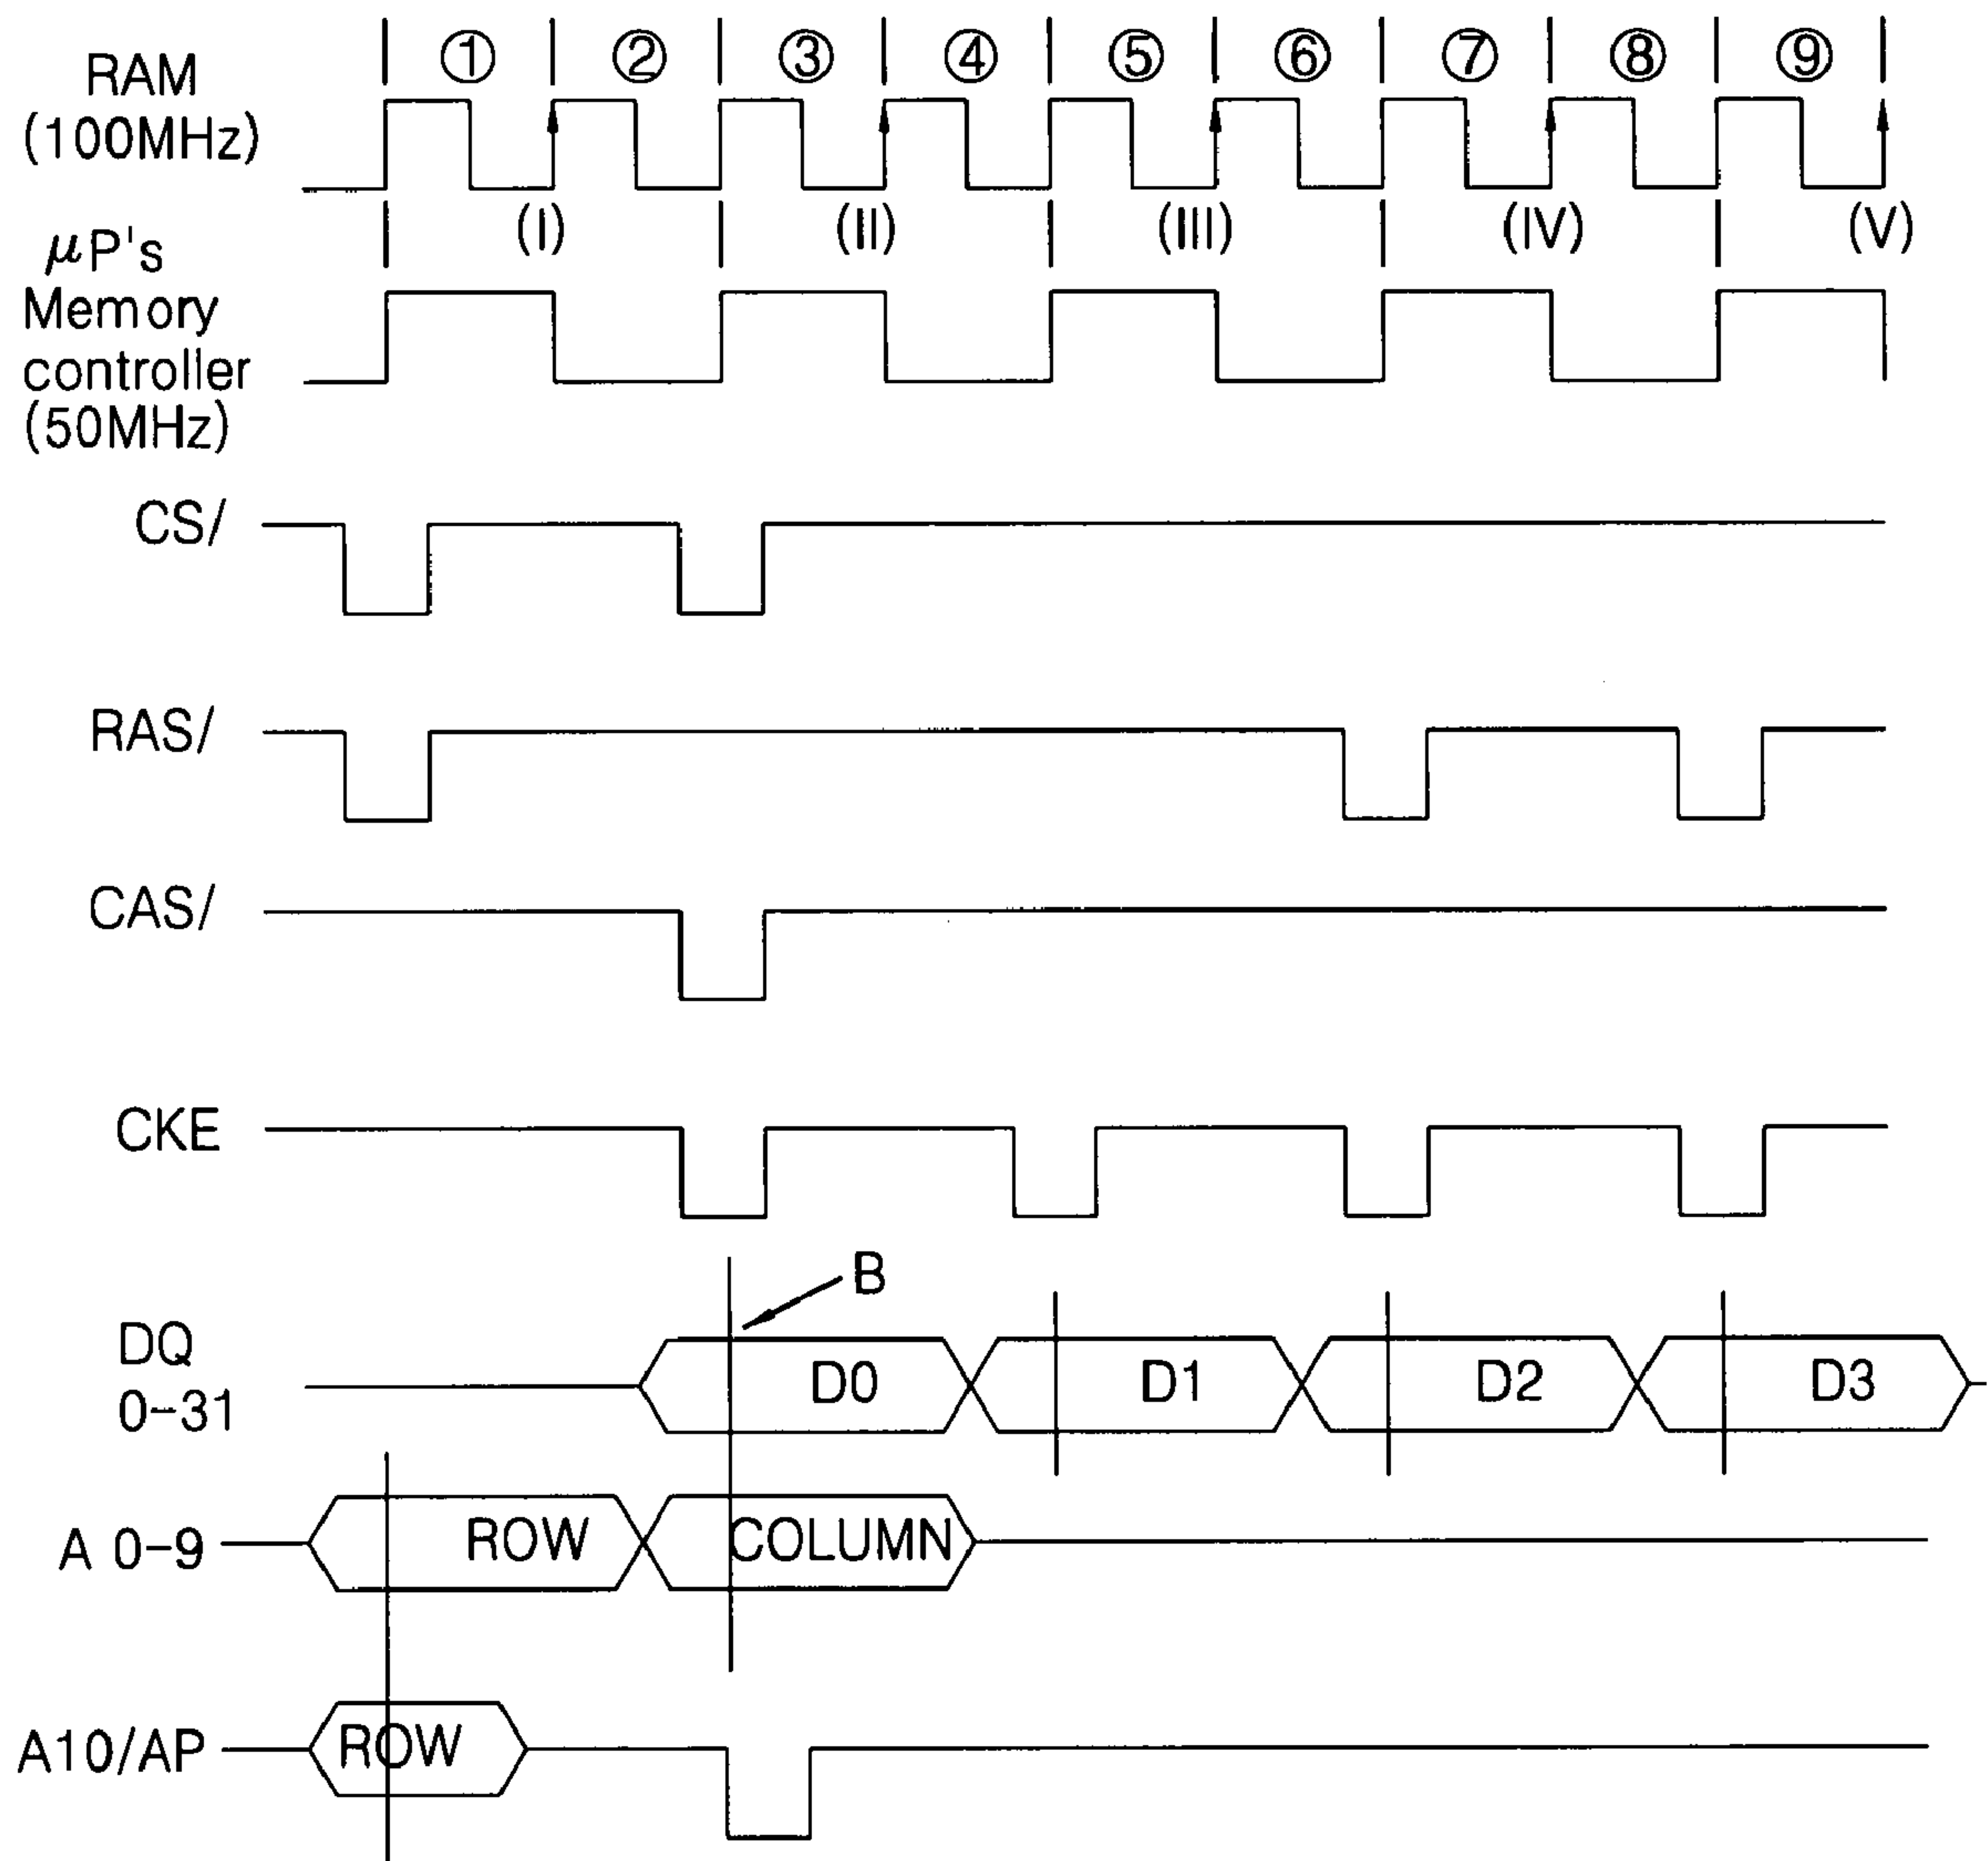 ① ② ③ ④ ⑤ ⑥ ⑦ ⑧ ⑨
RAM
(100MHz)
(I) (II) (III) (IV) (V)
μP's
Memory
controller
(50MHz)
CS/
RAS/
CAS/
CKE
B
DQ
0-31
D0 D1 D2 D3
A 0-9
ROW COLUMN
A10/AP
ROW